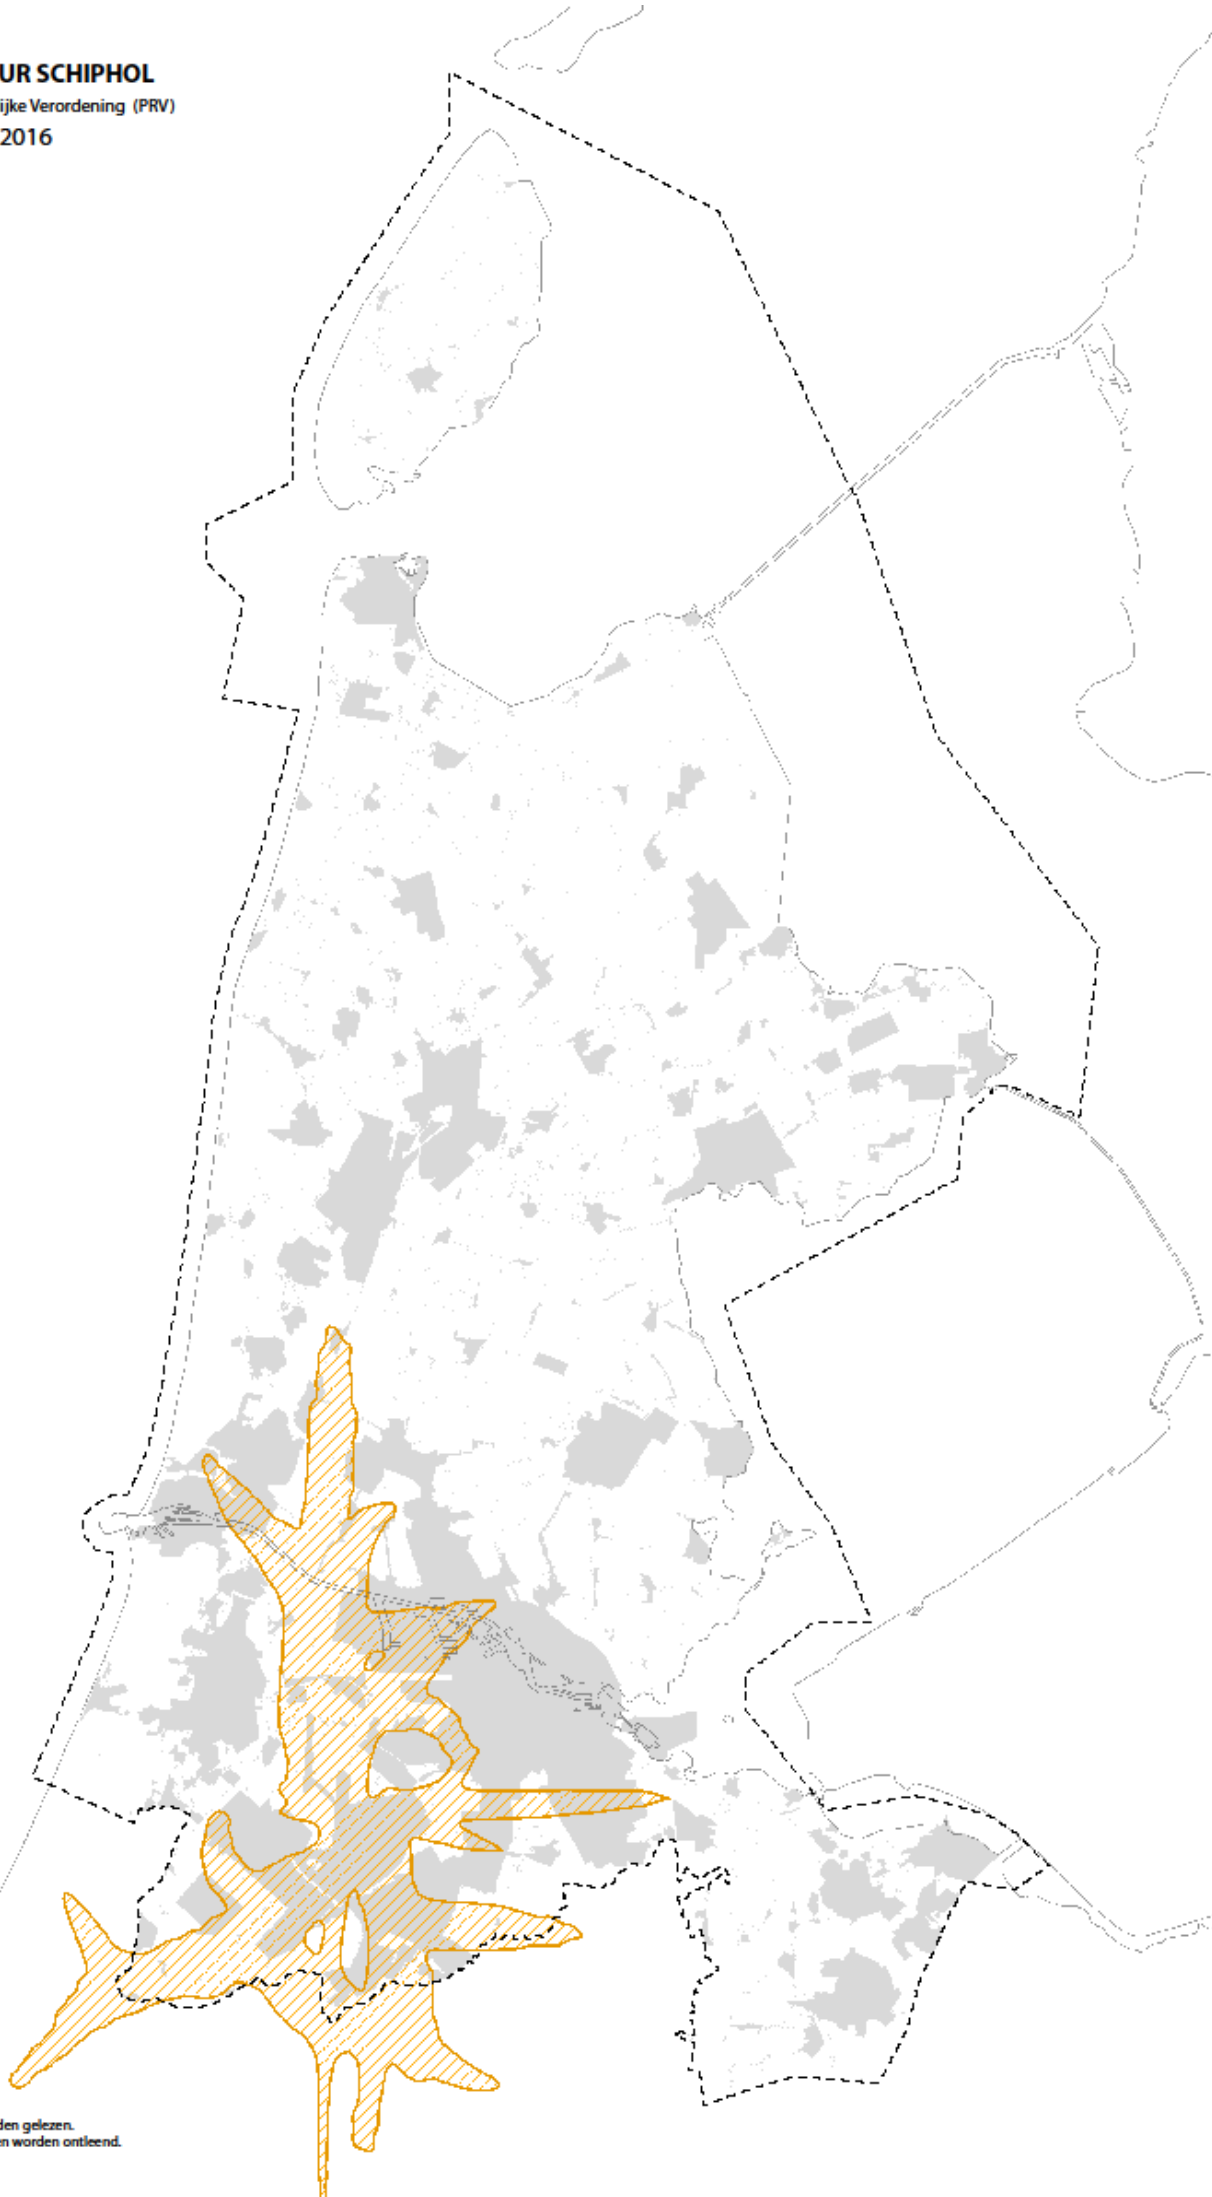 UR SCHIPHOL
ijke Verordening (PRV)
2016
den gelezen.
en worden ontleend.